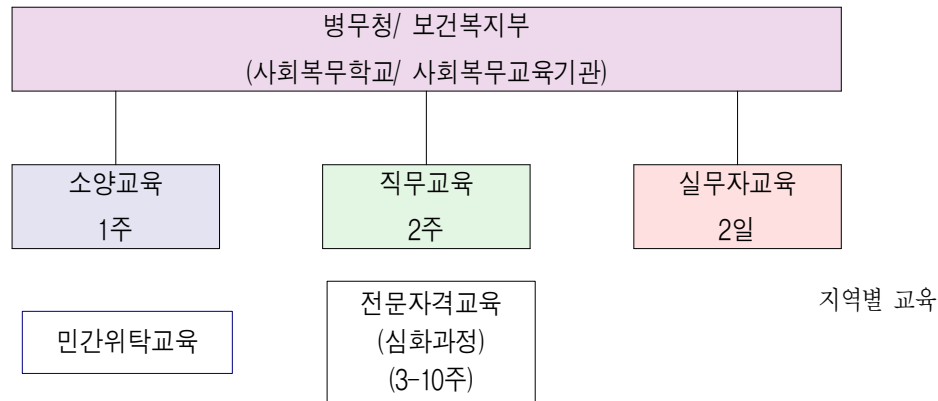 병무청/ 보건복지부
(사회복무학교/ 사회복무교육기관)
소양교육
1주
직무교육
2주
실무자교육
2일
민간위탁교육
전문자격교육
(심화과정)
(3-10주)
지역별 교육